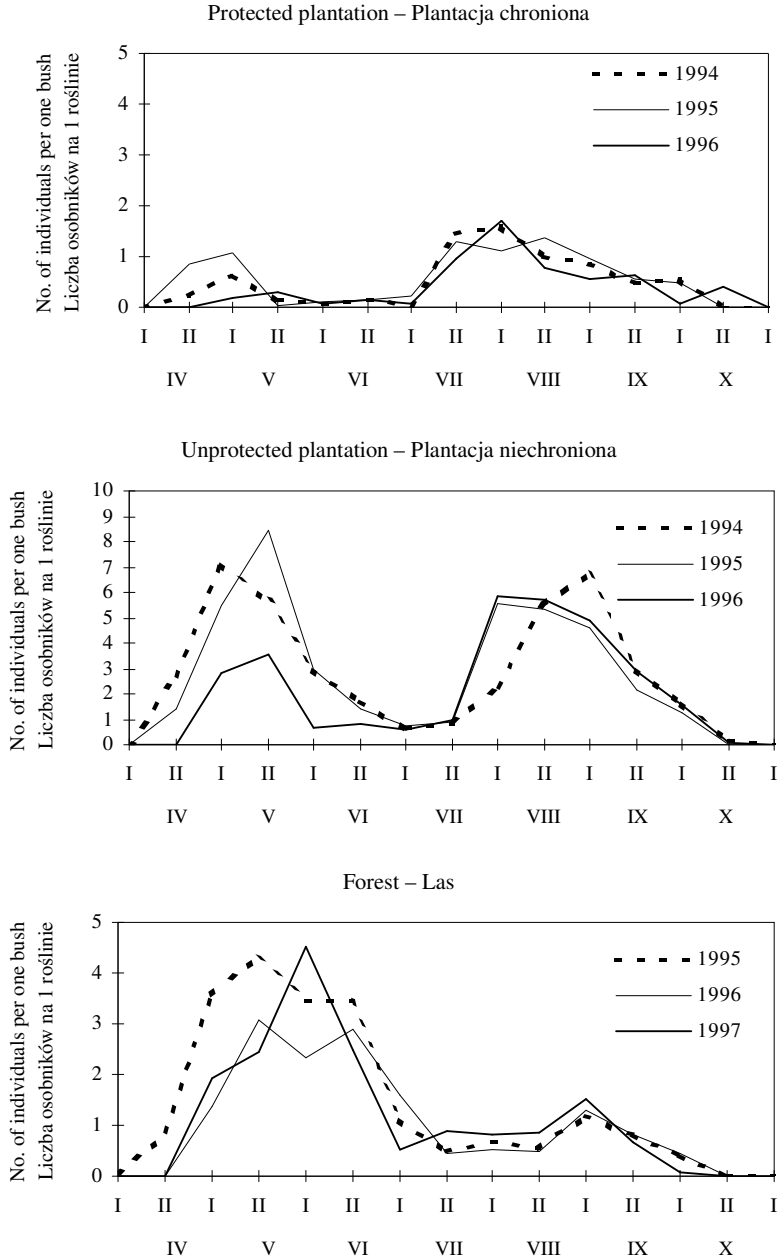 Protected plantation – Plantacja chroniona
No. of individuals per one bush
Liczba osobników na 1 roślinie
5
4
3
2
1
0
1994
1995
1996
I II I II I II I II I II I II I II I
IV V VI VII VIII IX X
Unprotected plantation – Plantacja niechroniona
No. of individuals per one bush
Liczba osobników na 1 roślinie
10
9
8
7
6
5
4
3
2
1
0
1994
1995
1996
I II I II I II I II I II I II I II I
IV V VI VII VIII IX X
Forest – Las
No. of individuals per one bush
Liczba osobników na 1 roślinie
5
4
3
2
1
0
1995
1996
1997
I II I II I II I II I II I II I II I
IV V VI VII VIII IX X